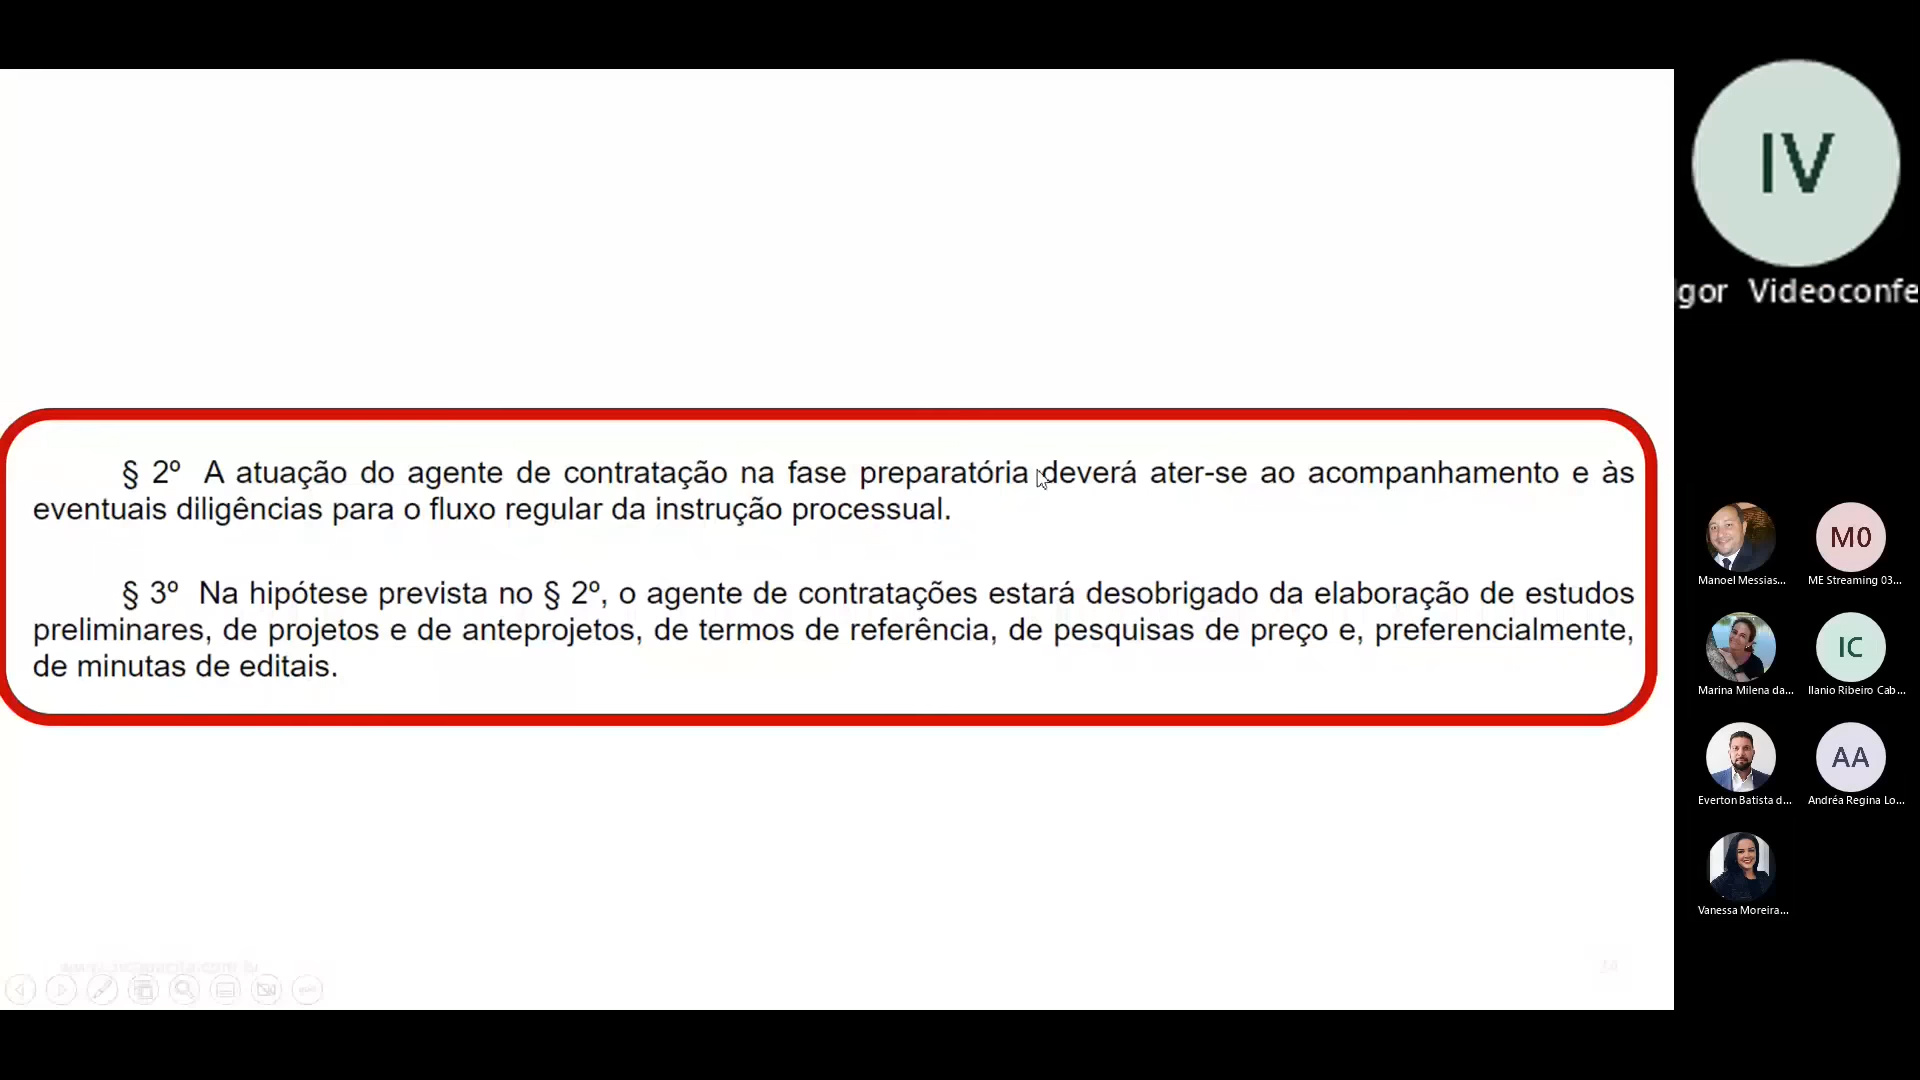 § 2º A atuação do agente de contratação na fase preparatória deverá ater-se ao acompanhamento e às
eventuais diligências para o fluxo regular da instrução processual.
§ 3º Na hipótese prevista no § 2º, o agente de contratações estará desobrigado da elaboração de estudos
preliminares, de projetos e de anteprojetos, de termos de referência, de pesquisas de preço e, preferencialmente,
de minutas de editais.
IV
Igor Videoconfe
M0
Manoel Messias...
ME Streaming 03...
IC
Marina Milena da...
Ilanio Ribeiro Cab...
AA
Everton Batista d...
Andréa Regina Lo...
Vanessa Moreira...